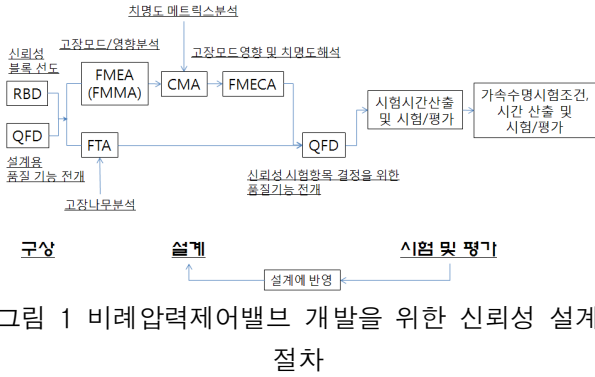 치명도 메트릭스분석
고장모드/영향분석
고장모드영향 및 치명도해석
신뢰성
블록 선도
RBD
QFD
설계용
품질 기능 전개
FMEA
(FMMA)
CMA
FMECA
FTA
고장나무분석
QFD
신뢰성 시험항목 결정을 위한
품질기능 전개
시험시간산출
및 시험/평가
가속수명시험조건,
시간 산출 및
시험/평가
구상
설계
시험 및 평가
설계에 반영
그림 1 비례압력제어밸브 개발을 위한 신뢰성 설계
절차